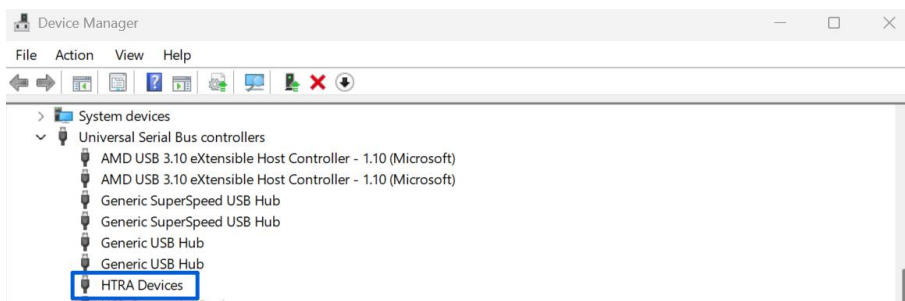 Device Manager
File Action View Help
System devices
Universal Serial Bus controllers
AMD USB 3.10 eXtensible Host Controller - 1.10 (Microsoft)
AMD USB 3.10 eXtensible Host Controller - 1.10 (Microsoft)
Generic SuperSpeed USB Hub
Generic SuperSpeed USB Hub
Generic USB Hub
Generic USB Hub
HTRA Devices